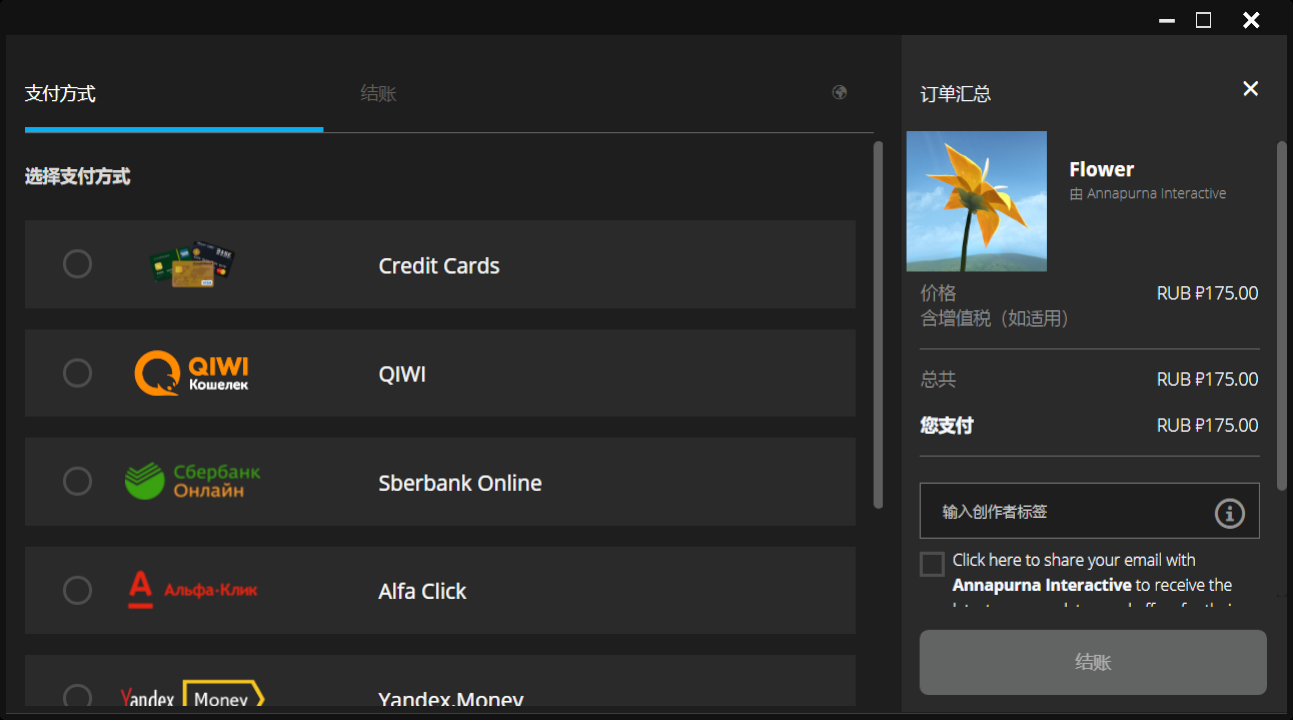 支付方式
结账
选择支付方式
BANK
VISA
Credit Cards
QIWI
Кошелек
QIWI
Сбербанк
Онлайн
Sberbank Online
А
Альфа·Клик
Alfa Click
Yandex Money
Yandex.Money
订单汇总
Flower
由 Annapurna Interactive
价格 RUB ₽175.00
含增值税（如适用）
总共 RUB ₽175.00
您支付 RUB ₽175.00
输入创作者标签
Click here to share your email with
Annapurna Interactive to receive the
结账